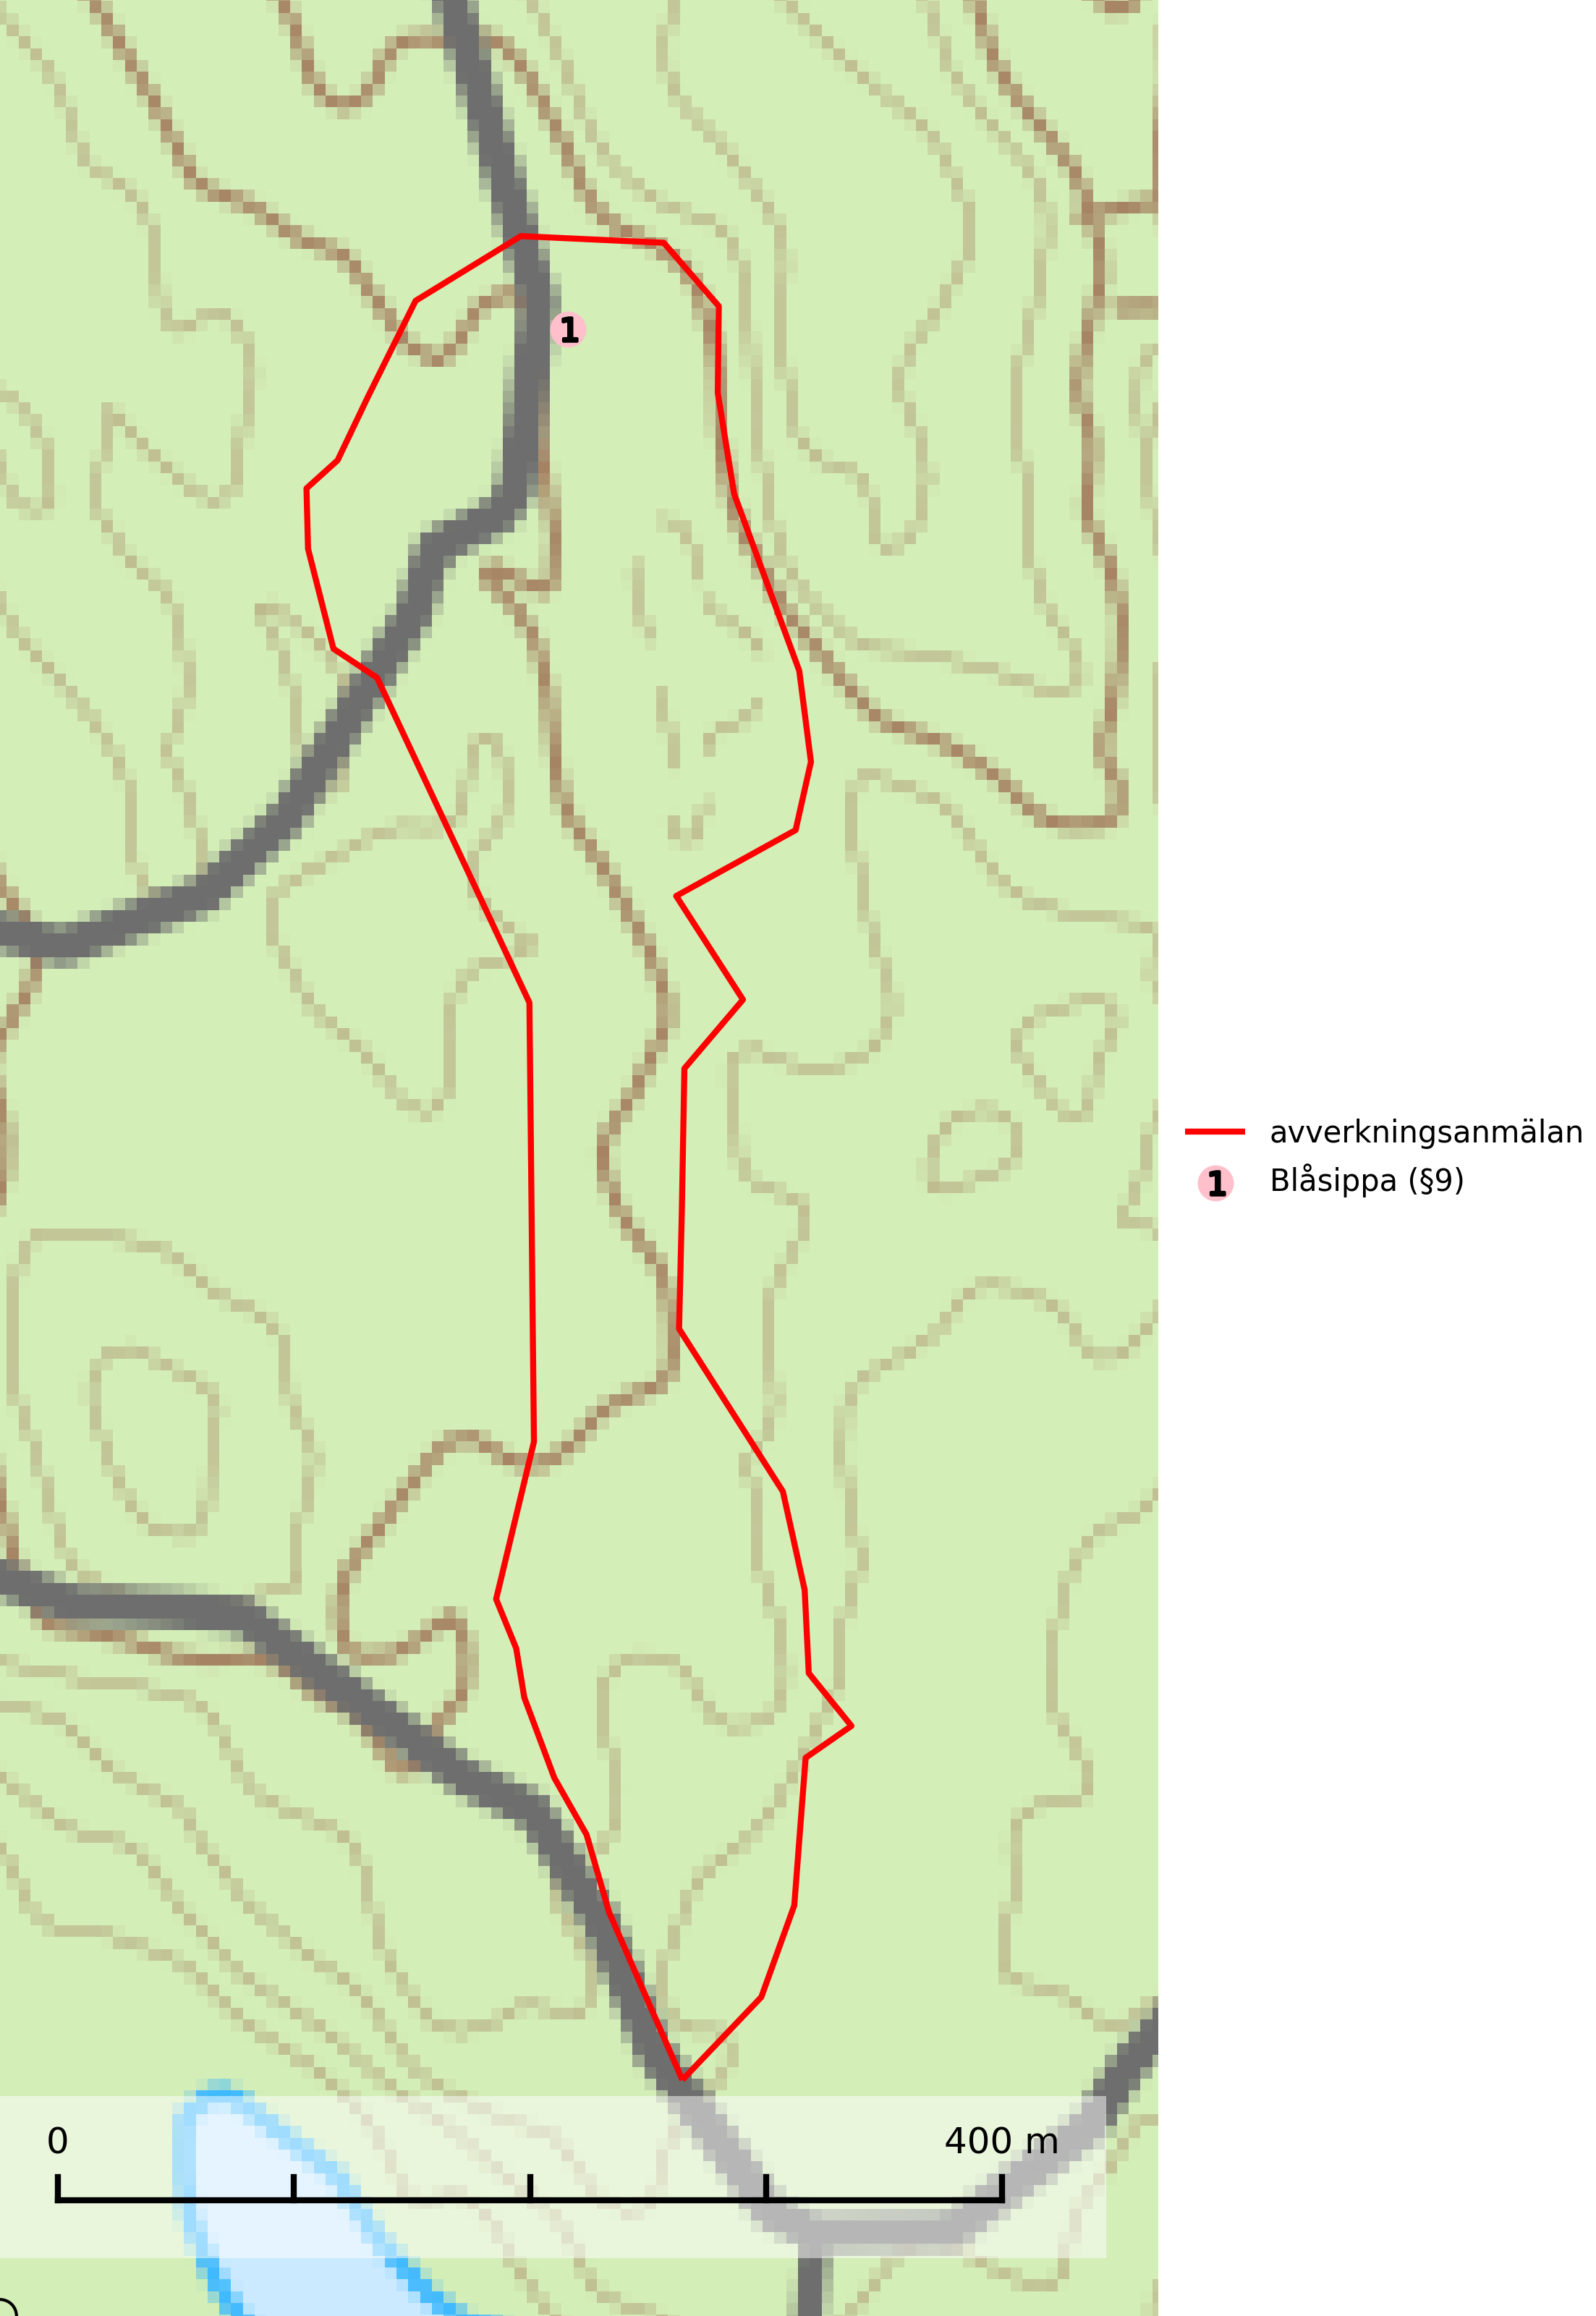 1
avverkningsanmälan
1 Blåsippa (§9)
0 400 m